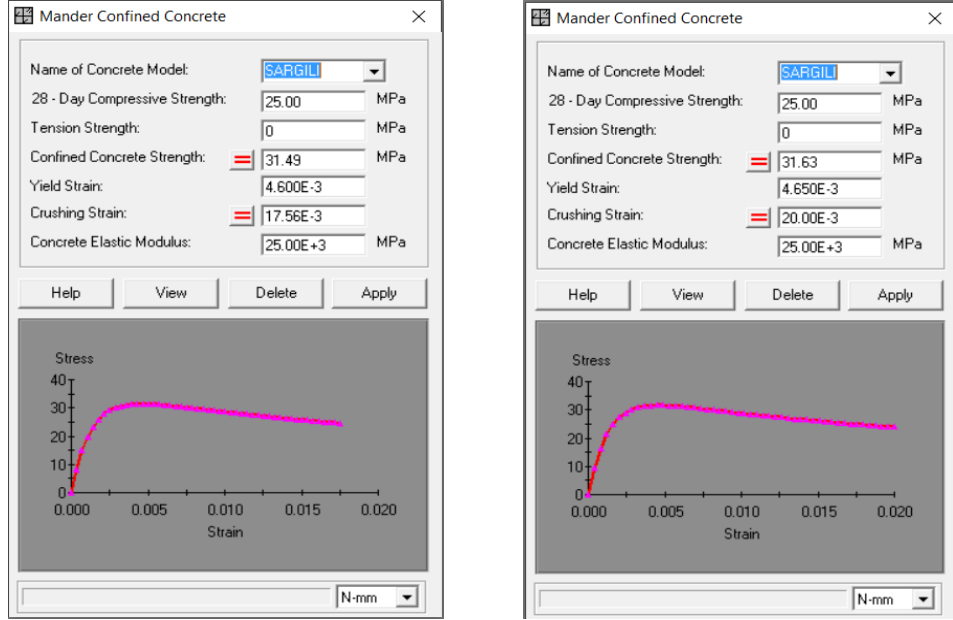 Mander Confined Concrete
Name of Concrete Model: SARGILI
28 - Day Compressive Strength: 25.00 MPa
Tension Strength: 0 MPa
Confined Concrete Strength: 31.49 MPa
Yield Strain: 4.600E-3
Crushing Strain: 17.56E-3
Concrete Elastic Modulus: 25.00E+3 MPa
Help View Delete Apply
Stress
40
30
20
10
0
0.000 0.005 0.010 0.015 0.020
Strain
N-mm
Mander Confined Concrete
Name of Concrete Model: SARGILI
28 - Day Compressive Strength: 25.00 MPa
Tension Strength: 0 MPa
Confined Concrete Strength: 31.63 MPa
Yield Strain: 4.650E-3
Crushing Strain: 20.00E-3
Concrete Elastic Modulus: 25.00E+3 MPa
Help View Delete Apply
Stress
40
30
20
10
0
0.000 0.005 0.010 0.015 0.020
Strain
N-mm